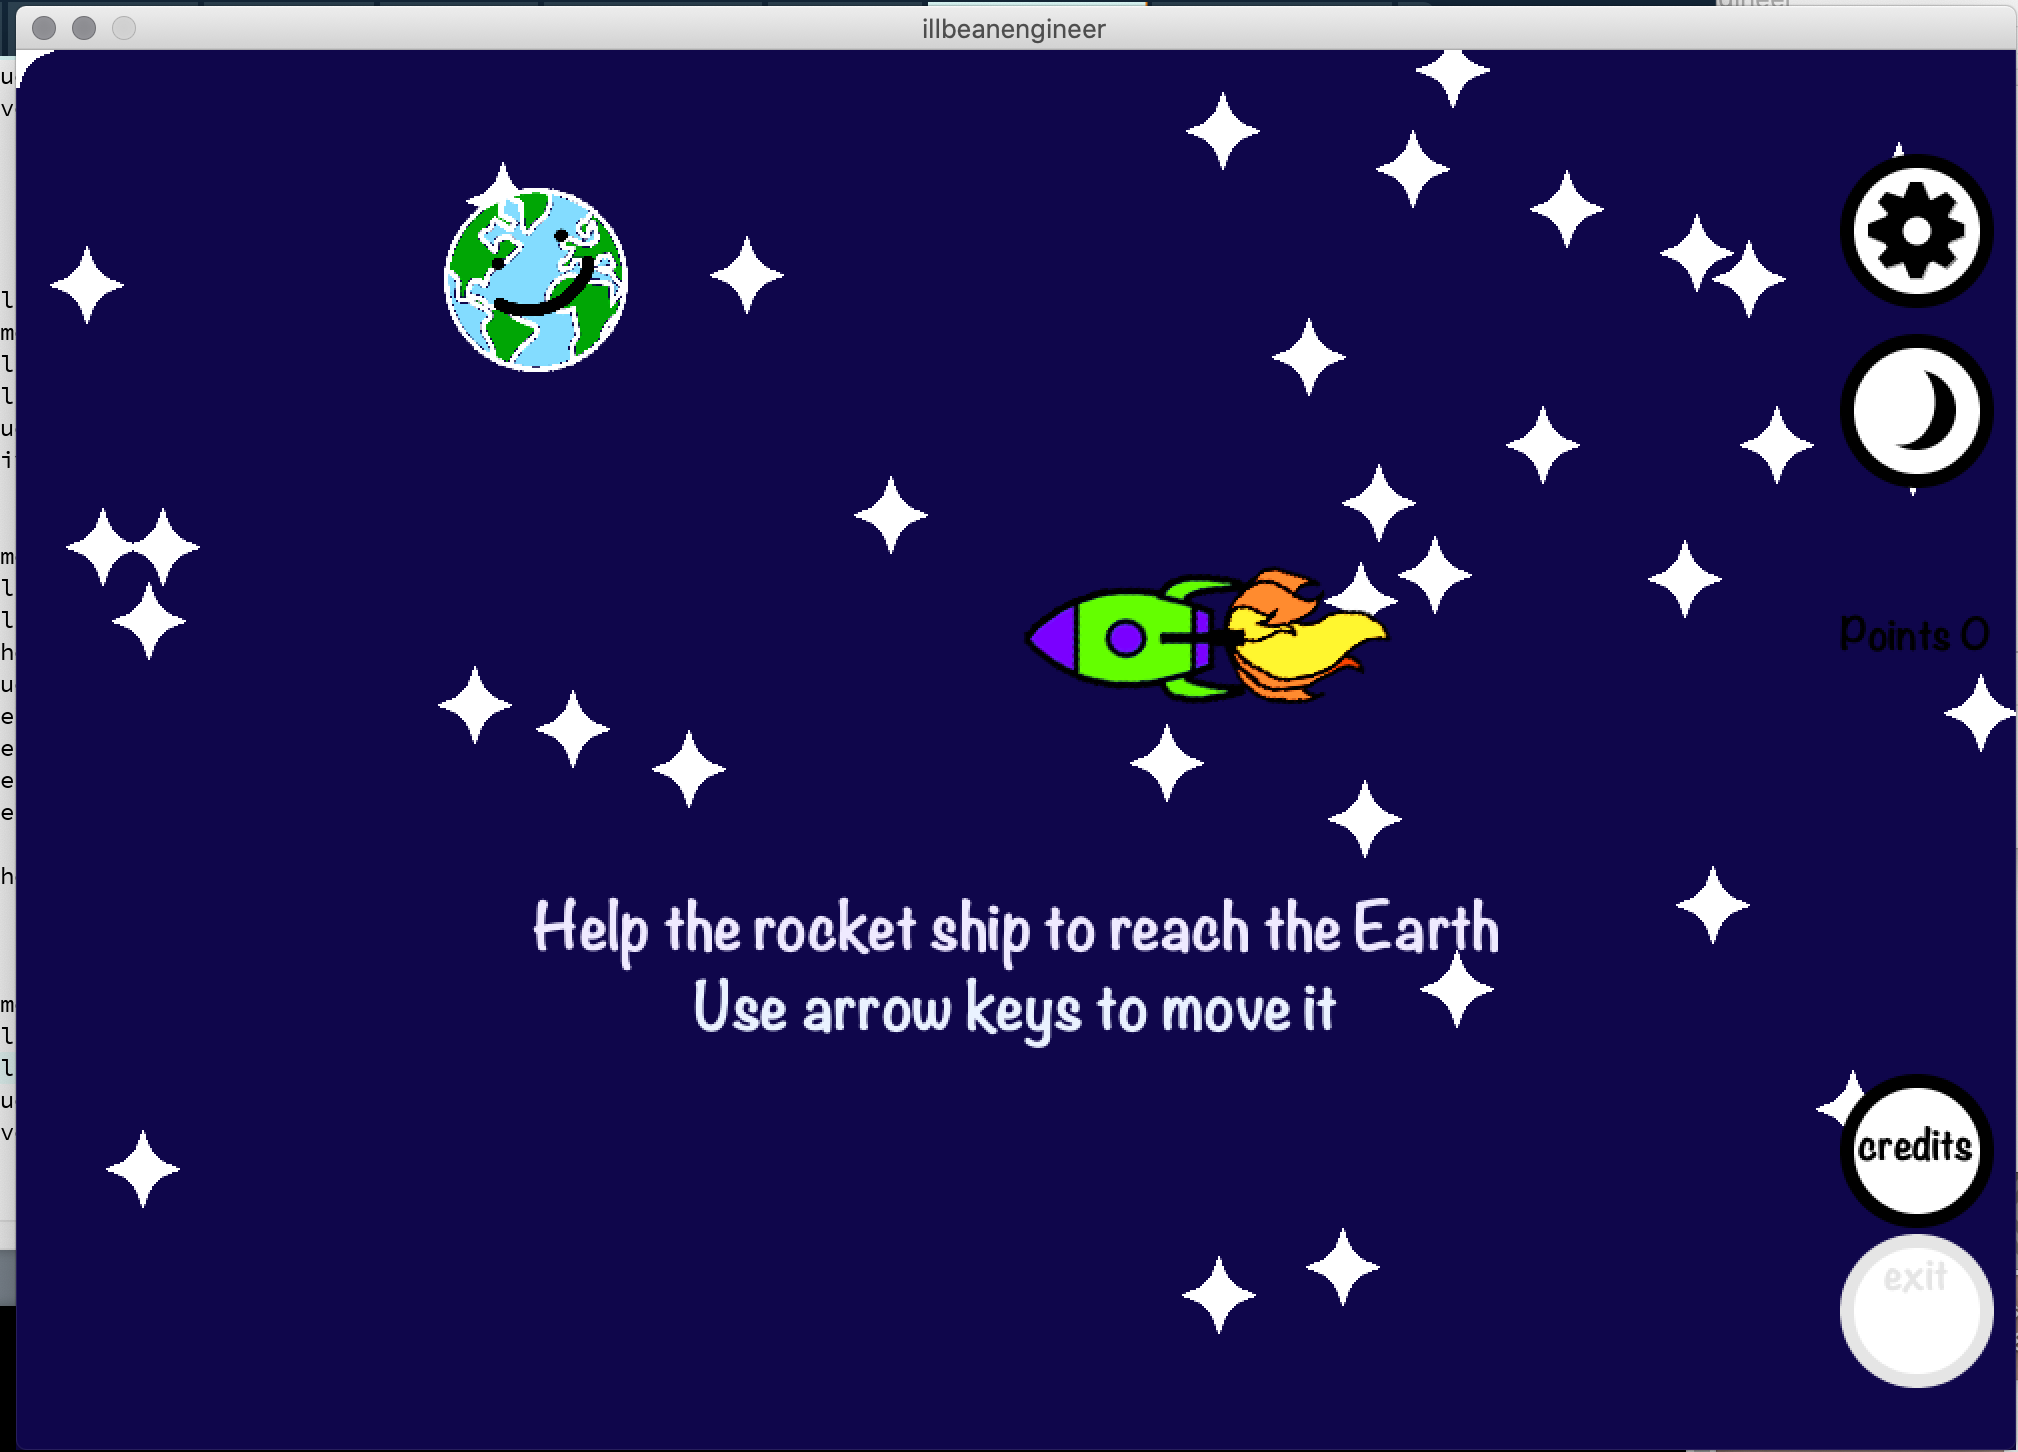 illbeanengineer
Points 0
Help the rocket ship to reach the Earth
Use arrow keys to move it
credits
exit